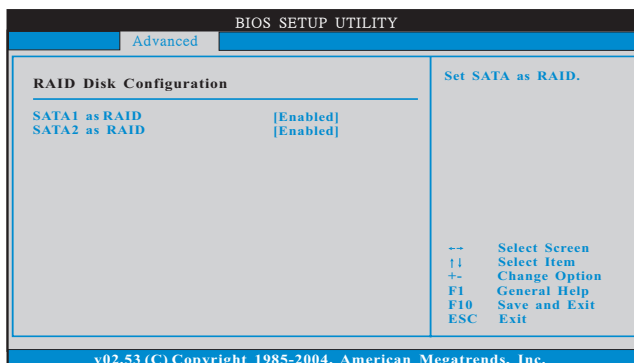 BIOS SETUP UTILITY
Advanced
RAID Disk Configuration
SATA1 as RAID [Enabled]
SATA2 as RAID [Enabled]
Set SATA as RAID.
←→ Select Screen
↑↓ Select Item
+- Change Option
F1 General Help
F10 Save and Exit
ESC Exit
v02.53 (C) Copyright 1985-2004, American Megatrends, Inc.